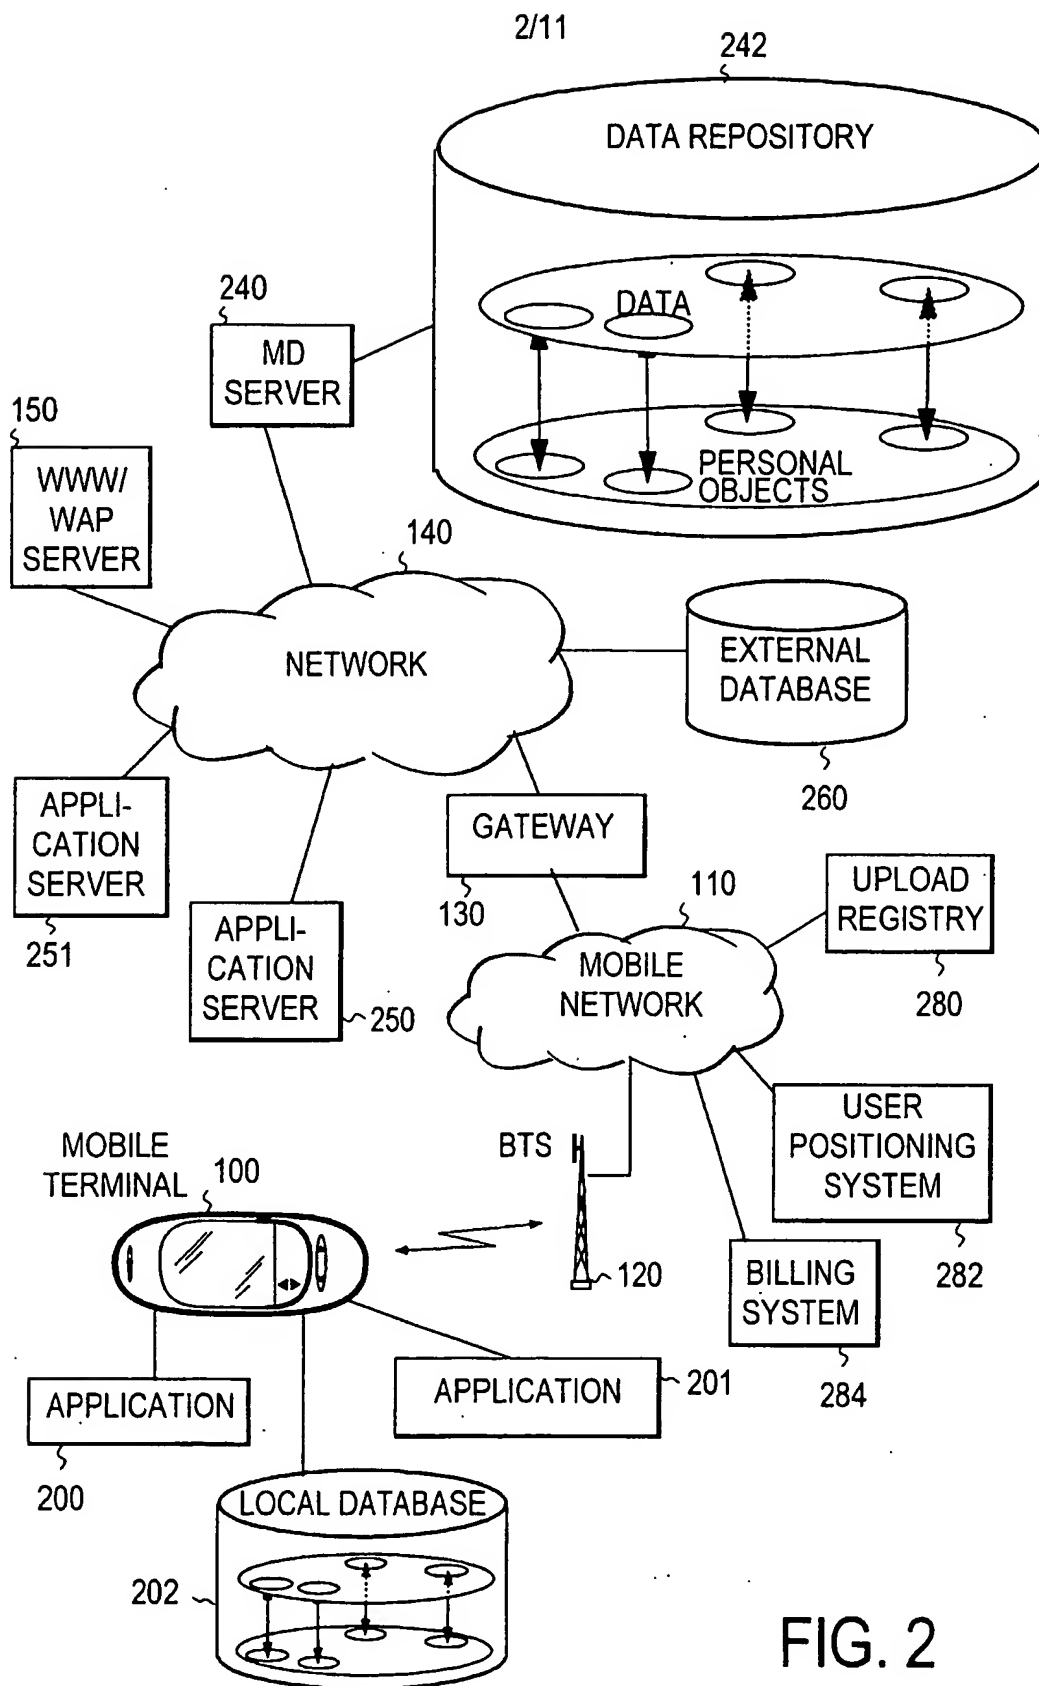 2/11
242
DATA REPOSITORY
DATA
PERSONAL
OBJECTS
240
MD
SERVER
150
WWW/
WAP
SERVER
140
NETWORK
EXTERNAL
DATABASE
260
APPLI-
CATION
SERVER
251
APPLI-
CATION
SERVER
250
GATEWAY
130
110
MOBILE
NETWORK
UPLOAD
REGISTRY
280
USER
POSITIONING
SYSTEM
282
BILLING
SYSTEM
284
BTS
120
MOBILE
TERMINAL
100
APPLICATION
200
APPLICATION
201
LOCAL DATABASE
202
FIG. 2